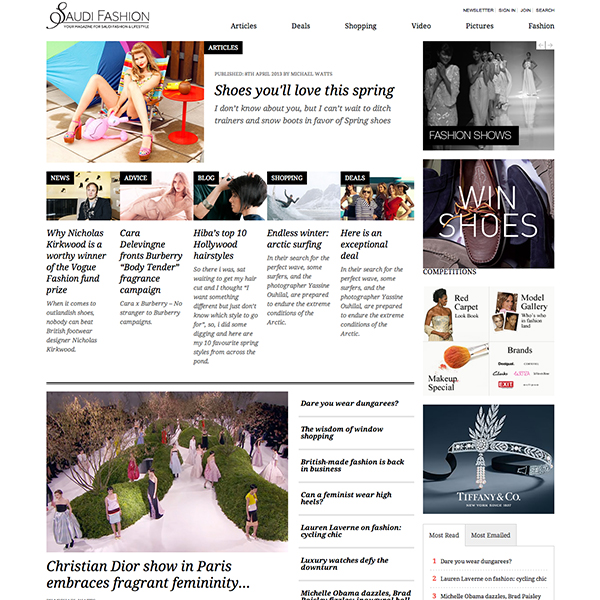 SAUDI FASHION
YOUR MAGAZINE FOR SAUDI FASHION & LIFESTYLE
NEWSLETTER | SIGN IN | JOIN | SEARCH
Articles Deals Shopping Video Pictures Fashion
ARTICLES
PUBLISHED: 8TH APRIL 2013 BY MICHAEL WATTS
Shoes you'll love this spring
I don't know about you, but I can't wait to ditch
trainers and snow boots in favor of Spring shoes
FASHION SHOWS
NEWS
Why Nicholas
Kirkwood is a
worthy winner
of the Vogue
Fashion fund
prize
When it comes to
outlandish shoes,
nobody can beat
British footwear
designer Nicholas
Kirkwood.
ADVICE
Cara
Delevingne
fronts Burberry
“Body Tender”
fragrance
campaign
Cara x Burberry – No
stranger to Burberry
campaigns.
BLOG
Hiba's top 10
Hollywood
hairstyles
So there i was, sat
waiting to get my hair
cut and I thought “I
want something
different but just don't
know which style to go
for”, so, i did some
digging and here are
my 10 favourite spring
styles from across the
pond.
SHOPPING
Endless winter:
arctic surfing
In their search for the
perfect wave, some
surfers, and the
photographer Yassine
Ouhilal, are prepared
to endure the extreme
conditions of the
Arctic.
DEALS
Here is an
exceptional
deal
In their search for the
perfect wave, some
surfers, and the
photographer Yassine
Ouhilal, are prepared
to endure the extreme
conditions of the
Arctic.
WIN
SHOES
COMPETITIONS
Red
Carpet
Look Book
Model
Gallery
Who's who
in fashion
land
Makeup
Special
Brands
Desigual.
Clarks
EXIT
TIFFANY & CO.
NEW YORK SINCE 1837
Christian Dior show in Paris
embraces fragrant femininity...
Dare you wear dungarees?
The wisdom of window
shopping
British-made fashion is back
in business
Can a feminist wear high
heels?
Lauren Laverne on fashion:
cycling chic
Luxury watches defy the
downturn
Michelle Obama dazzles, Brad
Most Read Most Emailed
1 Dare you wear dungarees?
2 Lauren Laverne on fashion: cycling chic
3 Michelle Obama dazzles, Brad Paisley